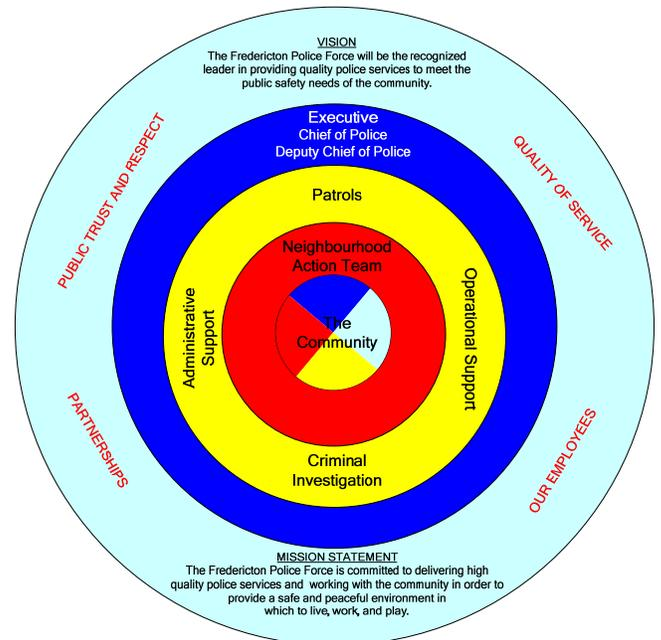 VISION
The Fredericton Police Force will be the recognized
leader in providing quality police services to meet the
public safety needs of the community.
PUBLIC TRUST AND RESPECT
QUALITY OF SERVICE
Executive
Chief of Police
Deputy Chief of Police
Patrols
Neighbourhood
Action Team
Administrative
Support
The
Community
Operational Support
Criminal
Investigation
PARTNERSHIPS
OUR EMPLOYEES
MISSION STATEMENT
The Fredericton Police Force is committed to delivering high
quality police services and working with the community in order to
provide a safe and peaceful environment in
which to live, work, and play.